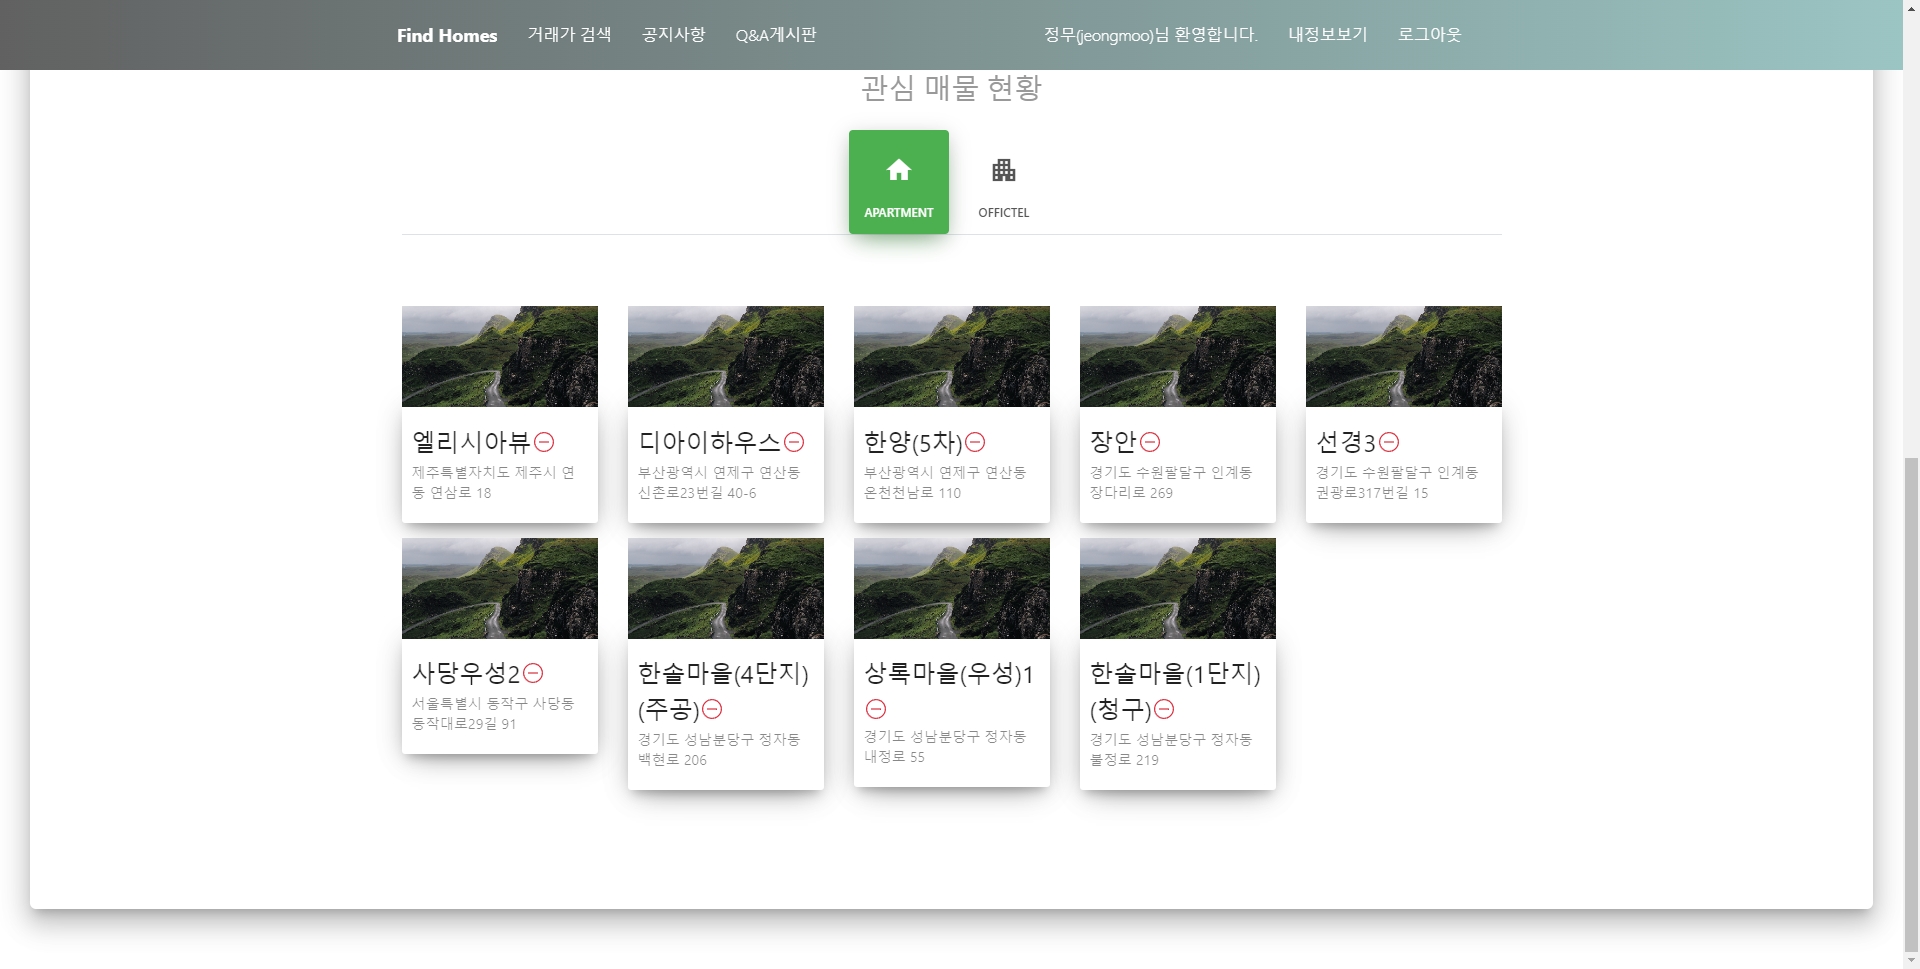 Find Homes 거래가 검색 공지사항 Q&A게시판 정무(jeongmoo)님 환영합니다. 내정보보기 로그아웃
관심 매물 현황
APARTMENT OFFICTEL
엘리시아뷰
제주특별자치도 제주시 연
동 연삼로 18
디아이하우스
부산광역시 연제구 연산동
신촌로23번길 40-6
한양(5차)
부산광역시 연제구 연산동
온천천남로 110
장안
경기도 수원팔달구 인계동
장다리로 269
선경3
경기도 수원팔달구 인계동
권광로317번길 15
사당우성2
서울특별시 동작구 사당동
동작대로29길 91
한솔마을(4단지)
(주공)
경기도 성남분당구 정자동
백현로 206
상록마을(우성)1
경기도 성남분당구 정자동
내정로 55
한솔마을(1단지)
(청구)
경기도 성남분당구 정자동
불정로 219